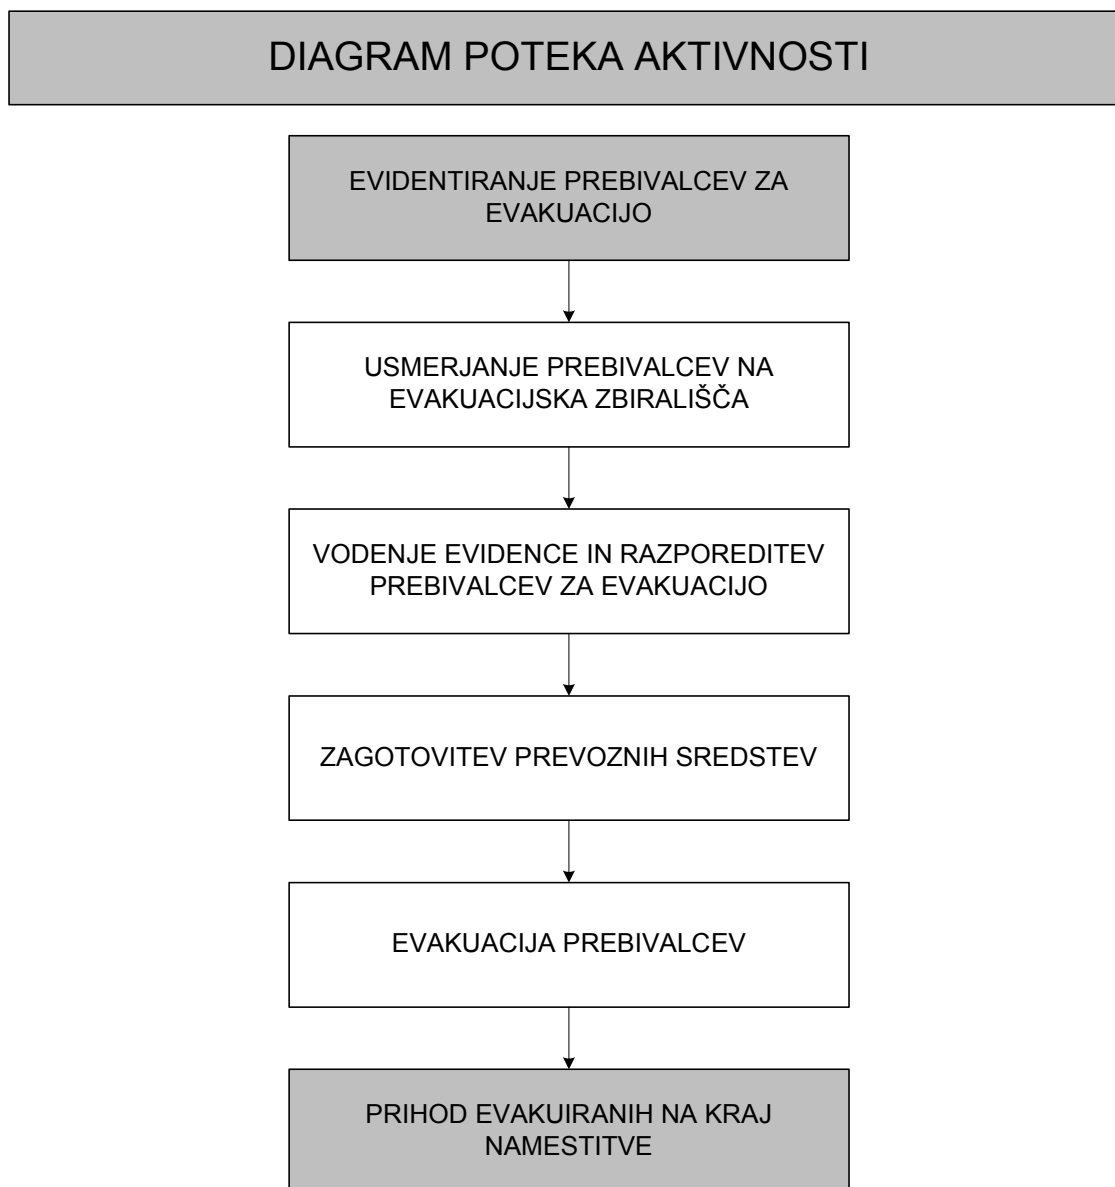 DIAGRAM POTEKA AKTIVNOSTI
EVIDENTIRANJE PREBIVALCEV ZA
EVAKUACIJO
USMERJANJE PREBIVALCEV NA
EVAKUACIJSKA ZBIRALIŠČA
VODENJE EVIDENCE IN RAZPOREDITEV
PREBIVALCEV ZA EVAKUACIJO
ZAGOTOVITEV PREVOZNIH SREDSTEV
EVAKUACIJA PREBIVALCEV
PRIHOD EVAKUIRANIH NA KRAJ
NAMESTITVE